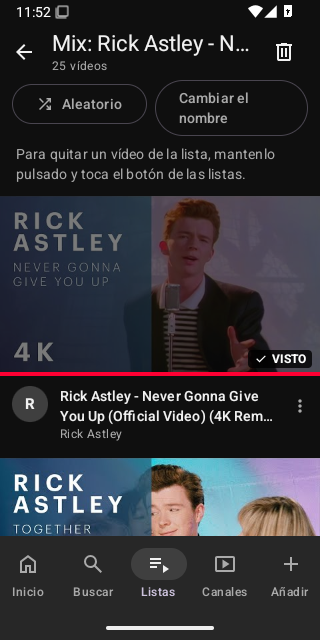 11:52
Mix: Rick Astley - N...
25 vídeos
Aleatorio
Cambiar el
nombre
Para quitar un vídeo de la lista, mantenlo
pulsado y toca el botón de las listas.
RICK
ASTLEY
NEVER GONNA
GIVE YOU UP
4K
VISTO
R
Rick Astley - Never Gonna Give
You Up (Official Video) (4K Rem...
Rick Astley
RICK
ASTLEY
TOGETHER
Inicio
Buscar
Listas
Canales
Añadir